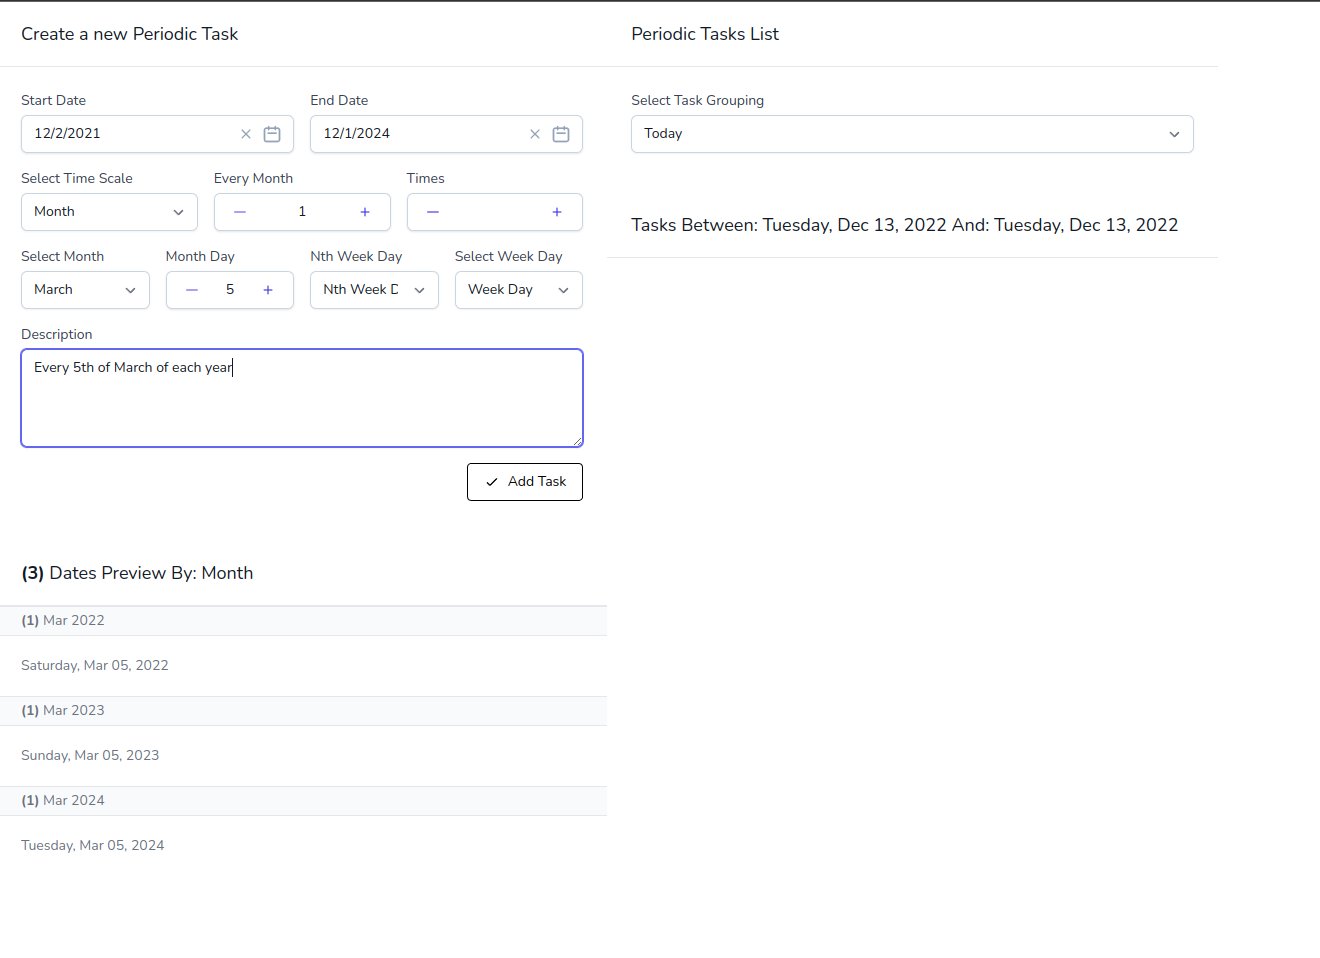 Create a new Periodic Task
Start Date
End Date
12/2/2021
12/1/2024
Select Time Scale
Every Month
Times
Month
1
Select Month
Month Day
Nth Week Day
Select Week Day
March
5
Nth Week D
Week Day
Description
Every 5th of March of each year
Add Task
(3) Dates Preview By: Month
(1) Mar 2022
Saturday, Mar 05, 2022
(1) Mar 2023
Sunday, Mar 05, 2023
(1) Mar 2024
Tuesday, Mar 05, 2024
Periodic Tasks List
Select Task Grouping
Today
Tasks Between: Tuesday, Dec 13, 2022 And: Tuesday, Dec 13, 2022